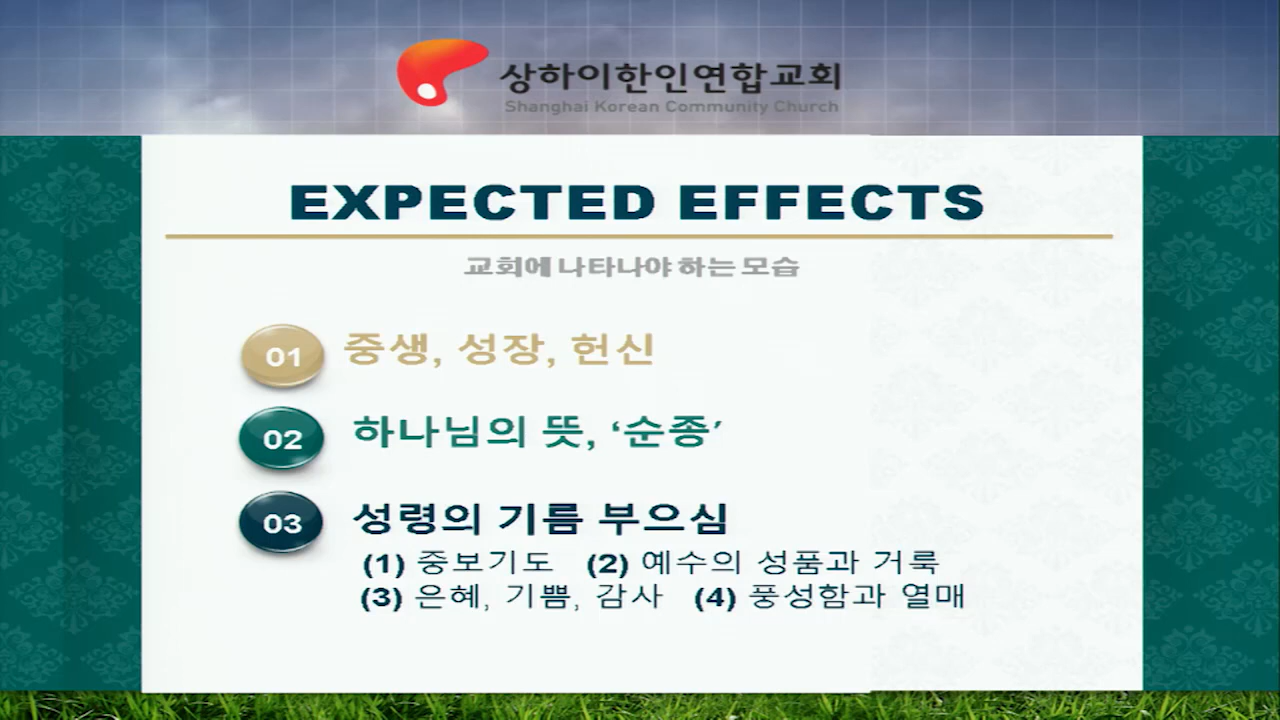 상하이한인연합교회
Shanghai Korean Community Church
EXPECTED EFFECTS
교회에 나타나야 하는 모습
01 중생, 성장, 헌신
02 하나님의 뜻, ‘순종′
03 성령의 기름 부으심
(1) 중보기도 (2) 예수의 성품과 거룩
(3) 은혜, 기쁨, 감사 (4) 풍성함과 열매